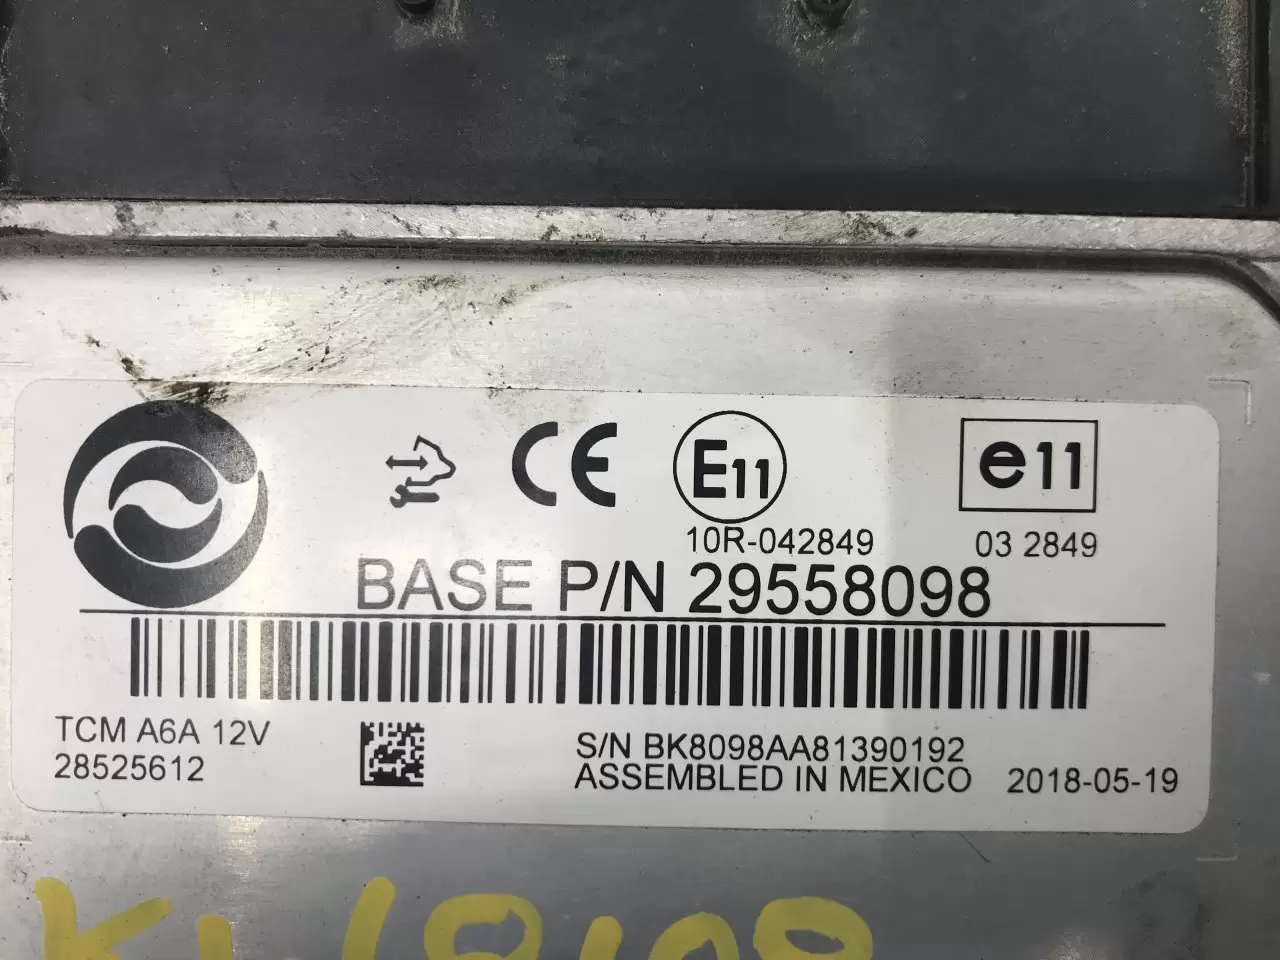 CE E11 e11
10R-042849 03 2849
BASE P/N 29558098
TCM A6A 12V
28525612
S/N BK8098AA81390192
ASSEMBLED IN MEXICO 2018-05-19